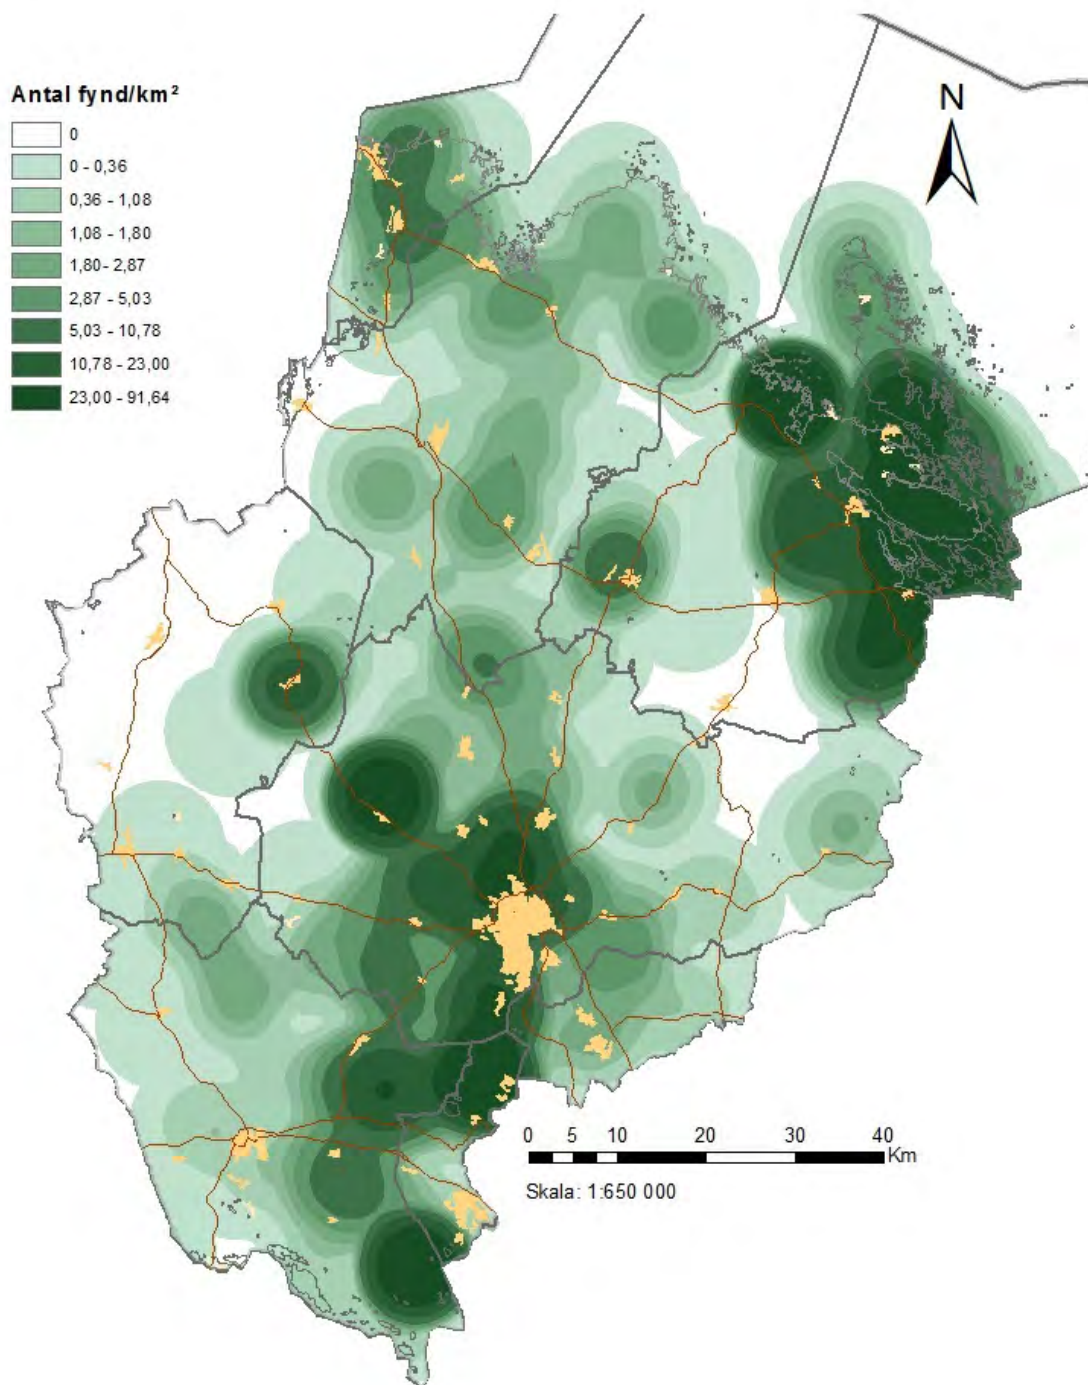 Antal fynd/km²
0
0 - 0,36
0,36 - 1,08
1,08 - 1,80
1,80 - 2,87
2,87 - 5,03
5,03 - 10,78
10,78 - 23,00
23,00 - 91,64
N
0 5 10 20 30 40
Km
Skala: 1:650 000